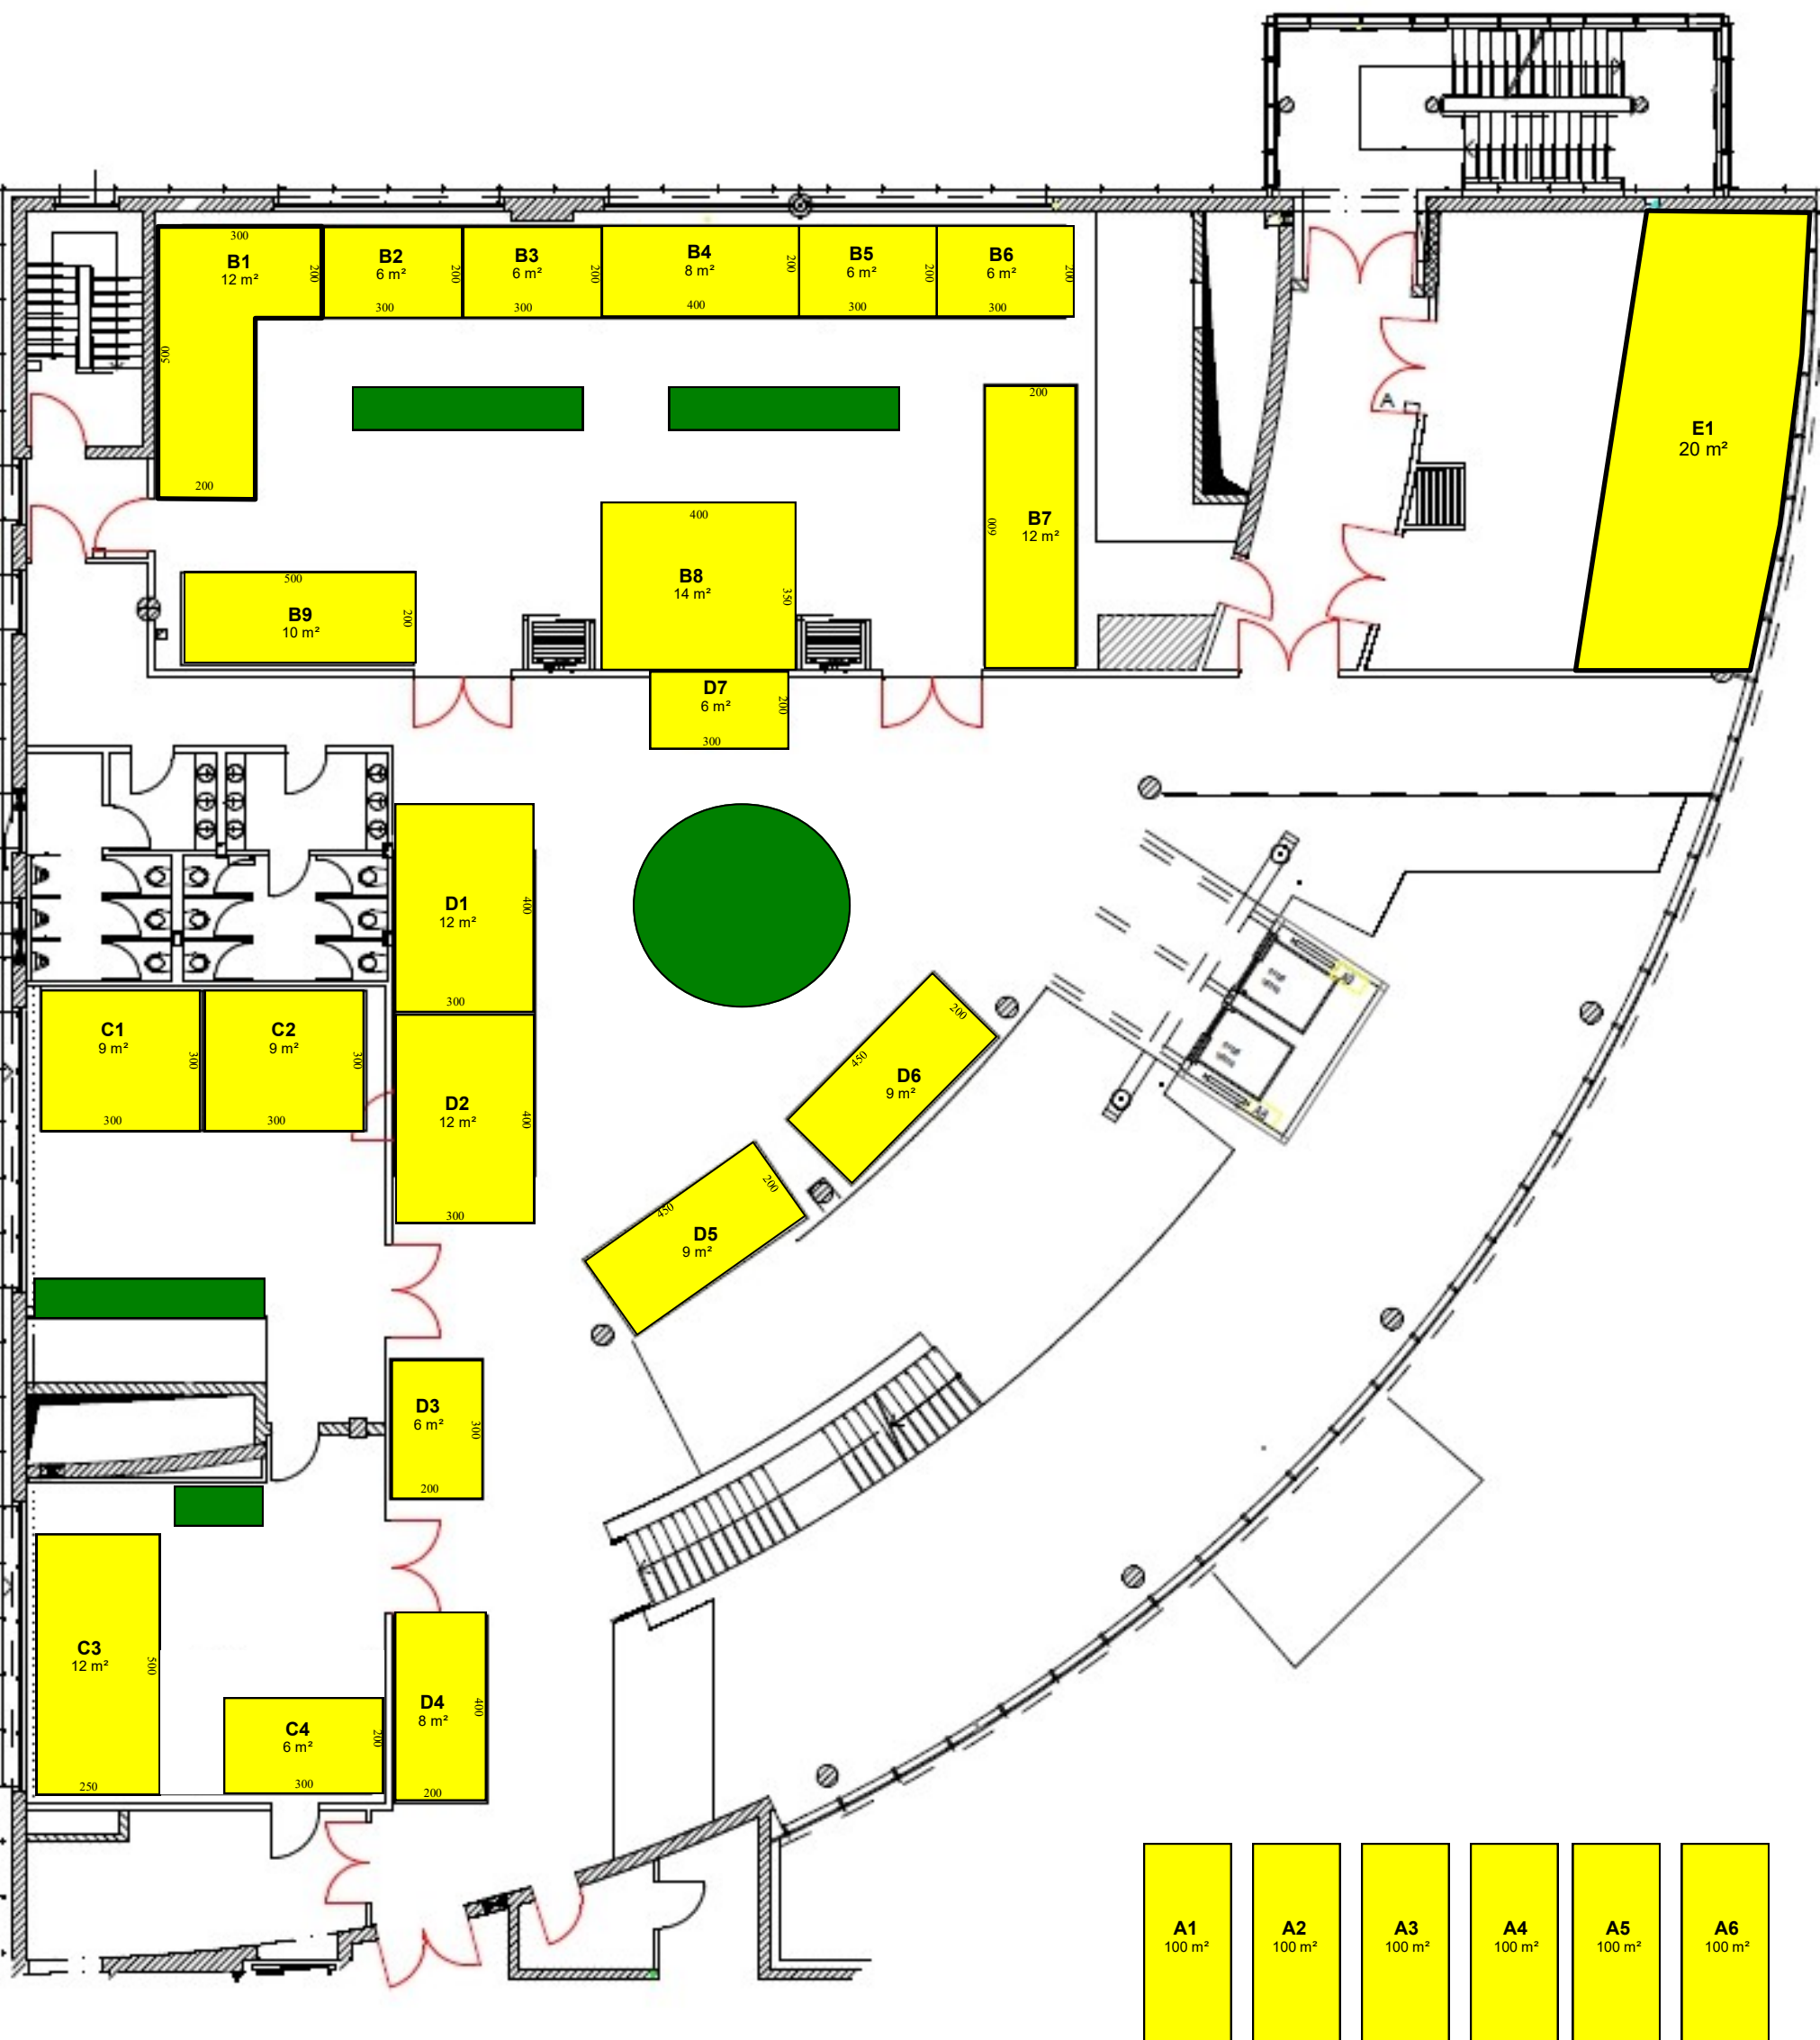 300
B1
12 m²
200
500
200
B2
6 m²
200
300
B3
6 m²
200
300
B4
8 m²
200
400
B5
6 m²
200
300
B6
6 m²
200
300
E1
20 m²
A
200
B7
12 m²
600
400
B8
14 m²
350
500
B9
10 m²
200
D7
6 m²
200
300
D1
12 m²
400
300
C1
9 m²
300
300
C2
9 m²
300
300
D2
12 m²
400
300
200
450
D6
9 m²
200
450
D5
9 m²
D3
6 m²
300
200
C3
12 m²
500
250
C4
6 m²
200
300
D4
8 m²
400
200
A1
100 m²
A2
100 m²
A3
100 m²
A4
100 m²
A5
100 m²
A6
100 m²